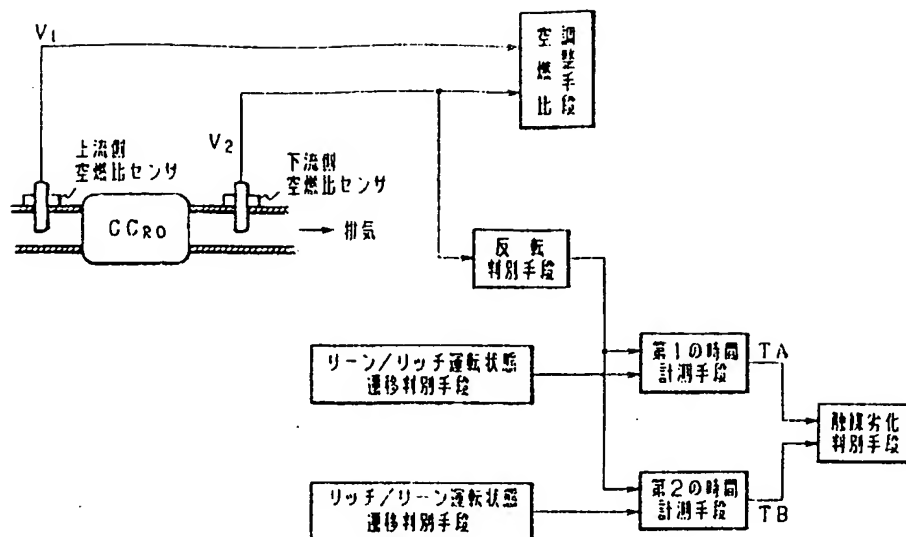 V1
空燃比
調整手段
V2
上流側
空燃比センサ
下流側
空燃比センサ
CCRO
排気
反転
判別手段
リーン/リッチ運転状態
遷移判別手段
第1の時間
計測手段
TA
触媒劣化
判別手段
リッチ/リーン運転状態
遷移判別手段
第2の時間
計測手段
TB